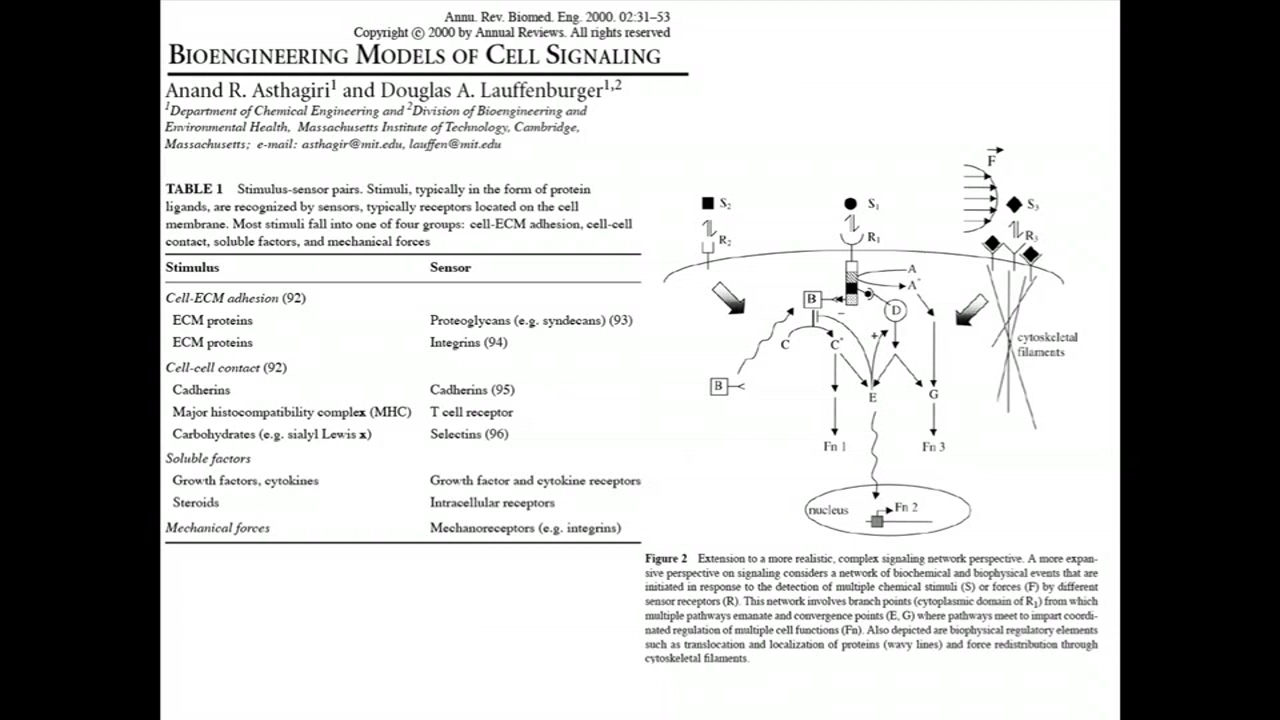 Annu. Rev. Biomed. Eng. 2000. 02:31–53
Copyright © 2000 by Annual Reviews. All rights reserved
BIOENGINEERING MODELS OF CELL SIGNALING
Anand R. Asthagiri1 and Douglas A. Lauffenburger1,2
1Department of Chemical Engineering and 2Division of Bioengineering and
Environmental Health, Massachusetts Institute of Technology, Cambridge,
Massachusetts; e-mail: asthagir@mit.edu, lauffen@mit.edu
TABLE 1 Stimulus-sensor pairs. Stimuli, typically in the form of protein
ligands, are recognized by sensors, typically receptors located on the cell
membrane. Most stimuli fall into one of four groups: cell-ECM adhesion, cell-cell
contact, soluble factors, and mechanical forces
Stimulus Sensor
Cell-ECM adhesion (92)
ECM proteins Proteoglycans (e.g. syndecans) (93)
ECM proteins Integrins (94)
Cell-cell contact (92)
Cadherins Cadherins (95)
Major histocompatibility complex (MHC) T cell receptor
Carbohydrates (e.g. sialyl Lewis x) Selectins (96)
Soluble factors
Growth factors, cytokines Growth factor and cytokine receptors
Steroids Intracellular receptors
Mechanical forces Mechanoreceptors (e.g. integrins)
F
S2 S1 S3
R2 R1 R3
A
A*
B
D
−
+
C C*
cytoskeletal
filaments
B
E G
Fn 1 Fn 3
nucleus Fn 2
Figure 2 Extension to a more realistic, complex signaling network perspective. A more expan-
sive perspective on signaling considers a network of biochemical and biophysical events that are
initiated in response to the detection of multiple chemical stimuli (S) or forces (F) by different
sensor receptors (R). This network involves branch points (cytoplasmic domain of R1) from which
multiple pathways emanate and convergence points (E, G) where pathways meet to impart coordi-
nated regulation of multiple cell functions (Fn). Also depicted are biophysical regulatory elements
such as translocation and localization of proteins (wavy lines) and force redistribution through
cytoskeletal filaments.